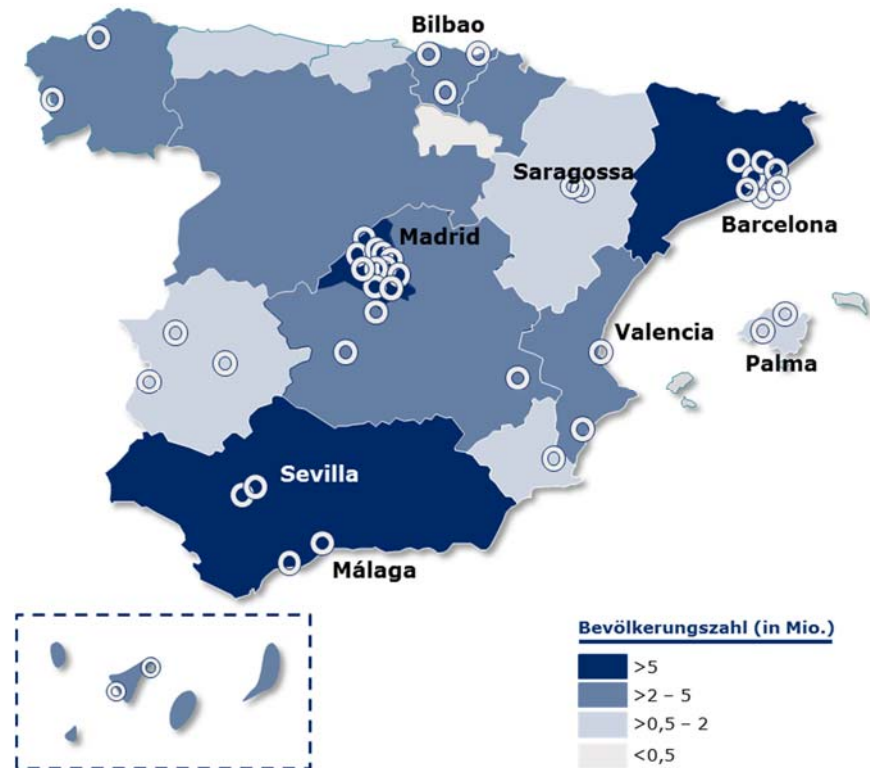 Bilbao
Saragossa
Barcelona
Madrid
Valencia
Palma
Sevilla
Málaga
Bevölkerungszahl (in Mio.)
>5
>2 – 5
>0,5 – 2
<0,5